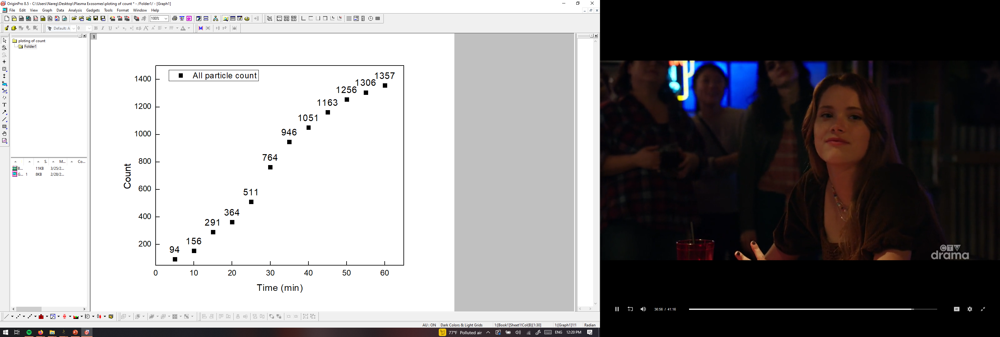 OriginPro 8.5 - C:\Users\Nareg\Desktop\Plasma Exosomes\ploting of count * - /Folder1/ - [Graph1]
File Edit View Graph Data Analysis Gadgets Tools Format Window Help
100%
Default: A 0 B I U
ploting of count
Folder1
S. M... Co...
B... 11KB 3/25/2...
G... 1 8KB 2/28/2...
1
All particle count
1400
1200
1000
800
600
400
200
Count
94
156
291
364
511
764
946
1051
1163
1256
1306
1357
0 10 20 30 40 50 60
Time (min)
AU : ON Dark Colors & Light Grids 1:[Book1]Sheet1!Col(B)[1:30] 1:[Graph1]1!1 Radian
77°F Polluted air ENG 12:20 PM
CTV
drama
10 36:56 / 41:16 CC